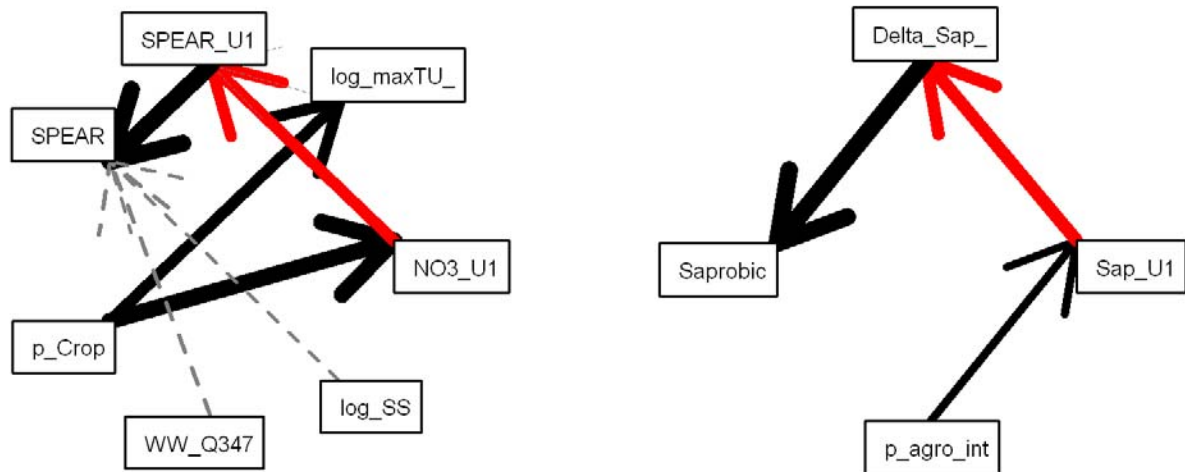 SPEAR_U1
log_maxTU_
SPEAR
NO3_U1
p_Crop
log_SS
WW_Q347
Delta_Sap_
Saprobic
Sap_U1
p_agro_int